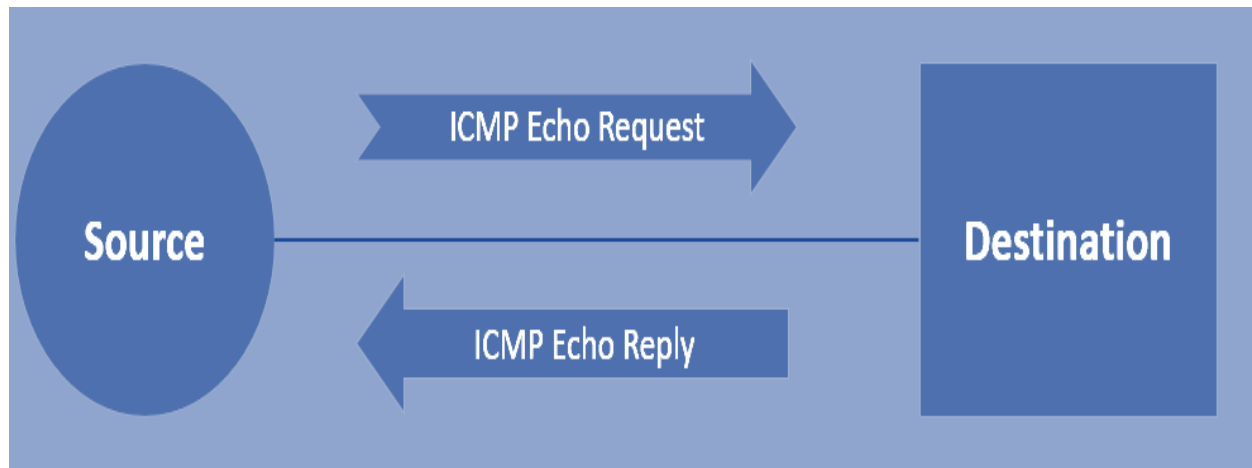 ICMP Echo Request
Source
Destination
ICMP Echo Reply